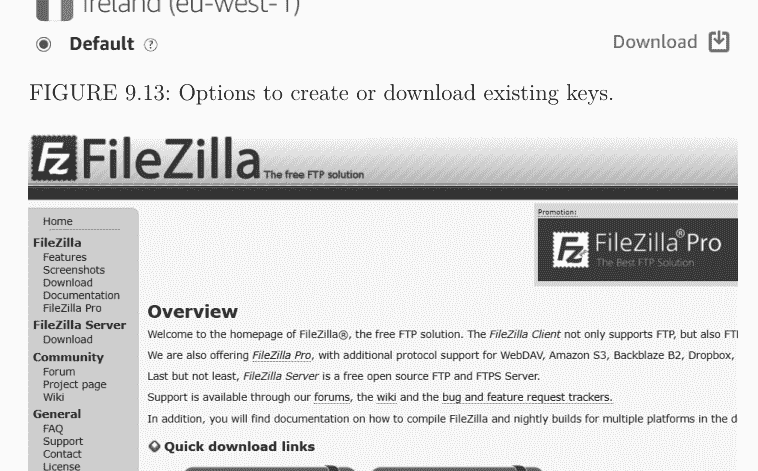 Ireland (eu-west-1)
Default ?
Download
FIGURE 9.13: Options to create or download existing keys.
Fz FileZilla The free FTP solution
Home
FileZilla
Features
Screenshots
Download
Documentation
FileZilla Pro
FileZilla Server
Download
Community
Forum
Project page
Wiki
General
FAQ
Support
Contact
License
Promotion:
Fz FileZilla® Pro
The Best FTP Solution
Overview
Welcome to the homepage of FileZilla®, the free FTP solution. The FileZilla Client not only supports FTP, but also FT
We are also offering FileZilla Pro, with additional protocol support for WebDAV, Amazon S3, Backblaze B2, Dropbox,
Last but not least, FileZilla Server is a free open source FTP and FTPS Server.
Support is available through our forums, the wiki and the bug and feature request trackers.
In addition, you will find documentation on how to compile FileZilla and nightly builds for multiple platforms in the d
Quick download links